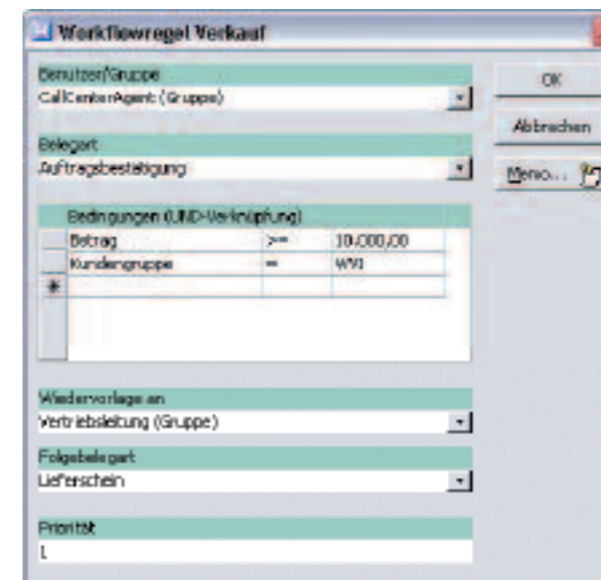 Workflowregel Verkauf
Benutzer/Gruppe
CallCenterAgent (Gruppe)
OK
Abbrechen
Belegart
Auftragsbestätigung
Memo...
Bedingungen (UND-Verknüpfung)
Betrag >= 10.000,00
Kundengruppe =
*
Wiedervorlage an
Vertriebsleitung (Gruppe)
Folgebelegart
Lieferschein
Priorität
1